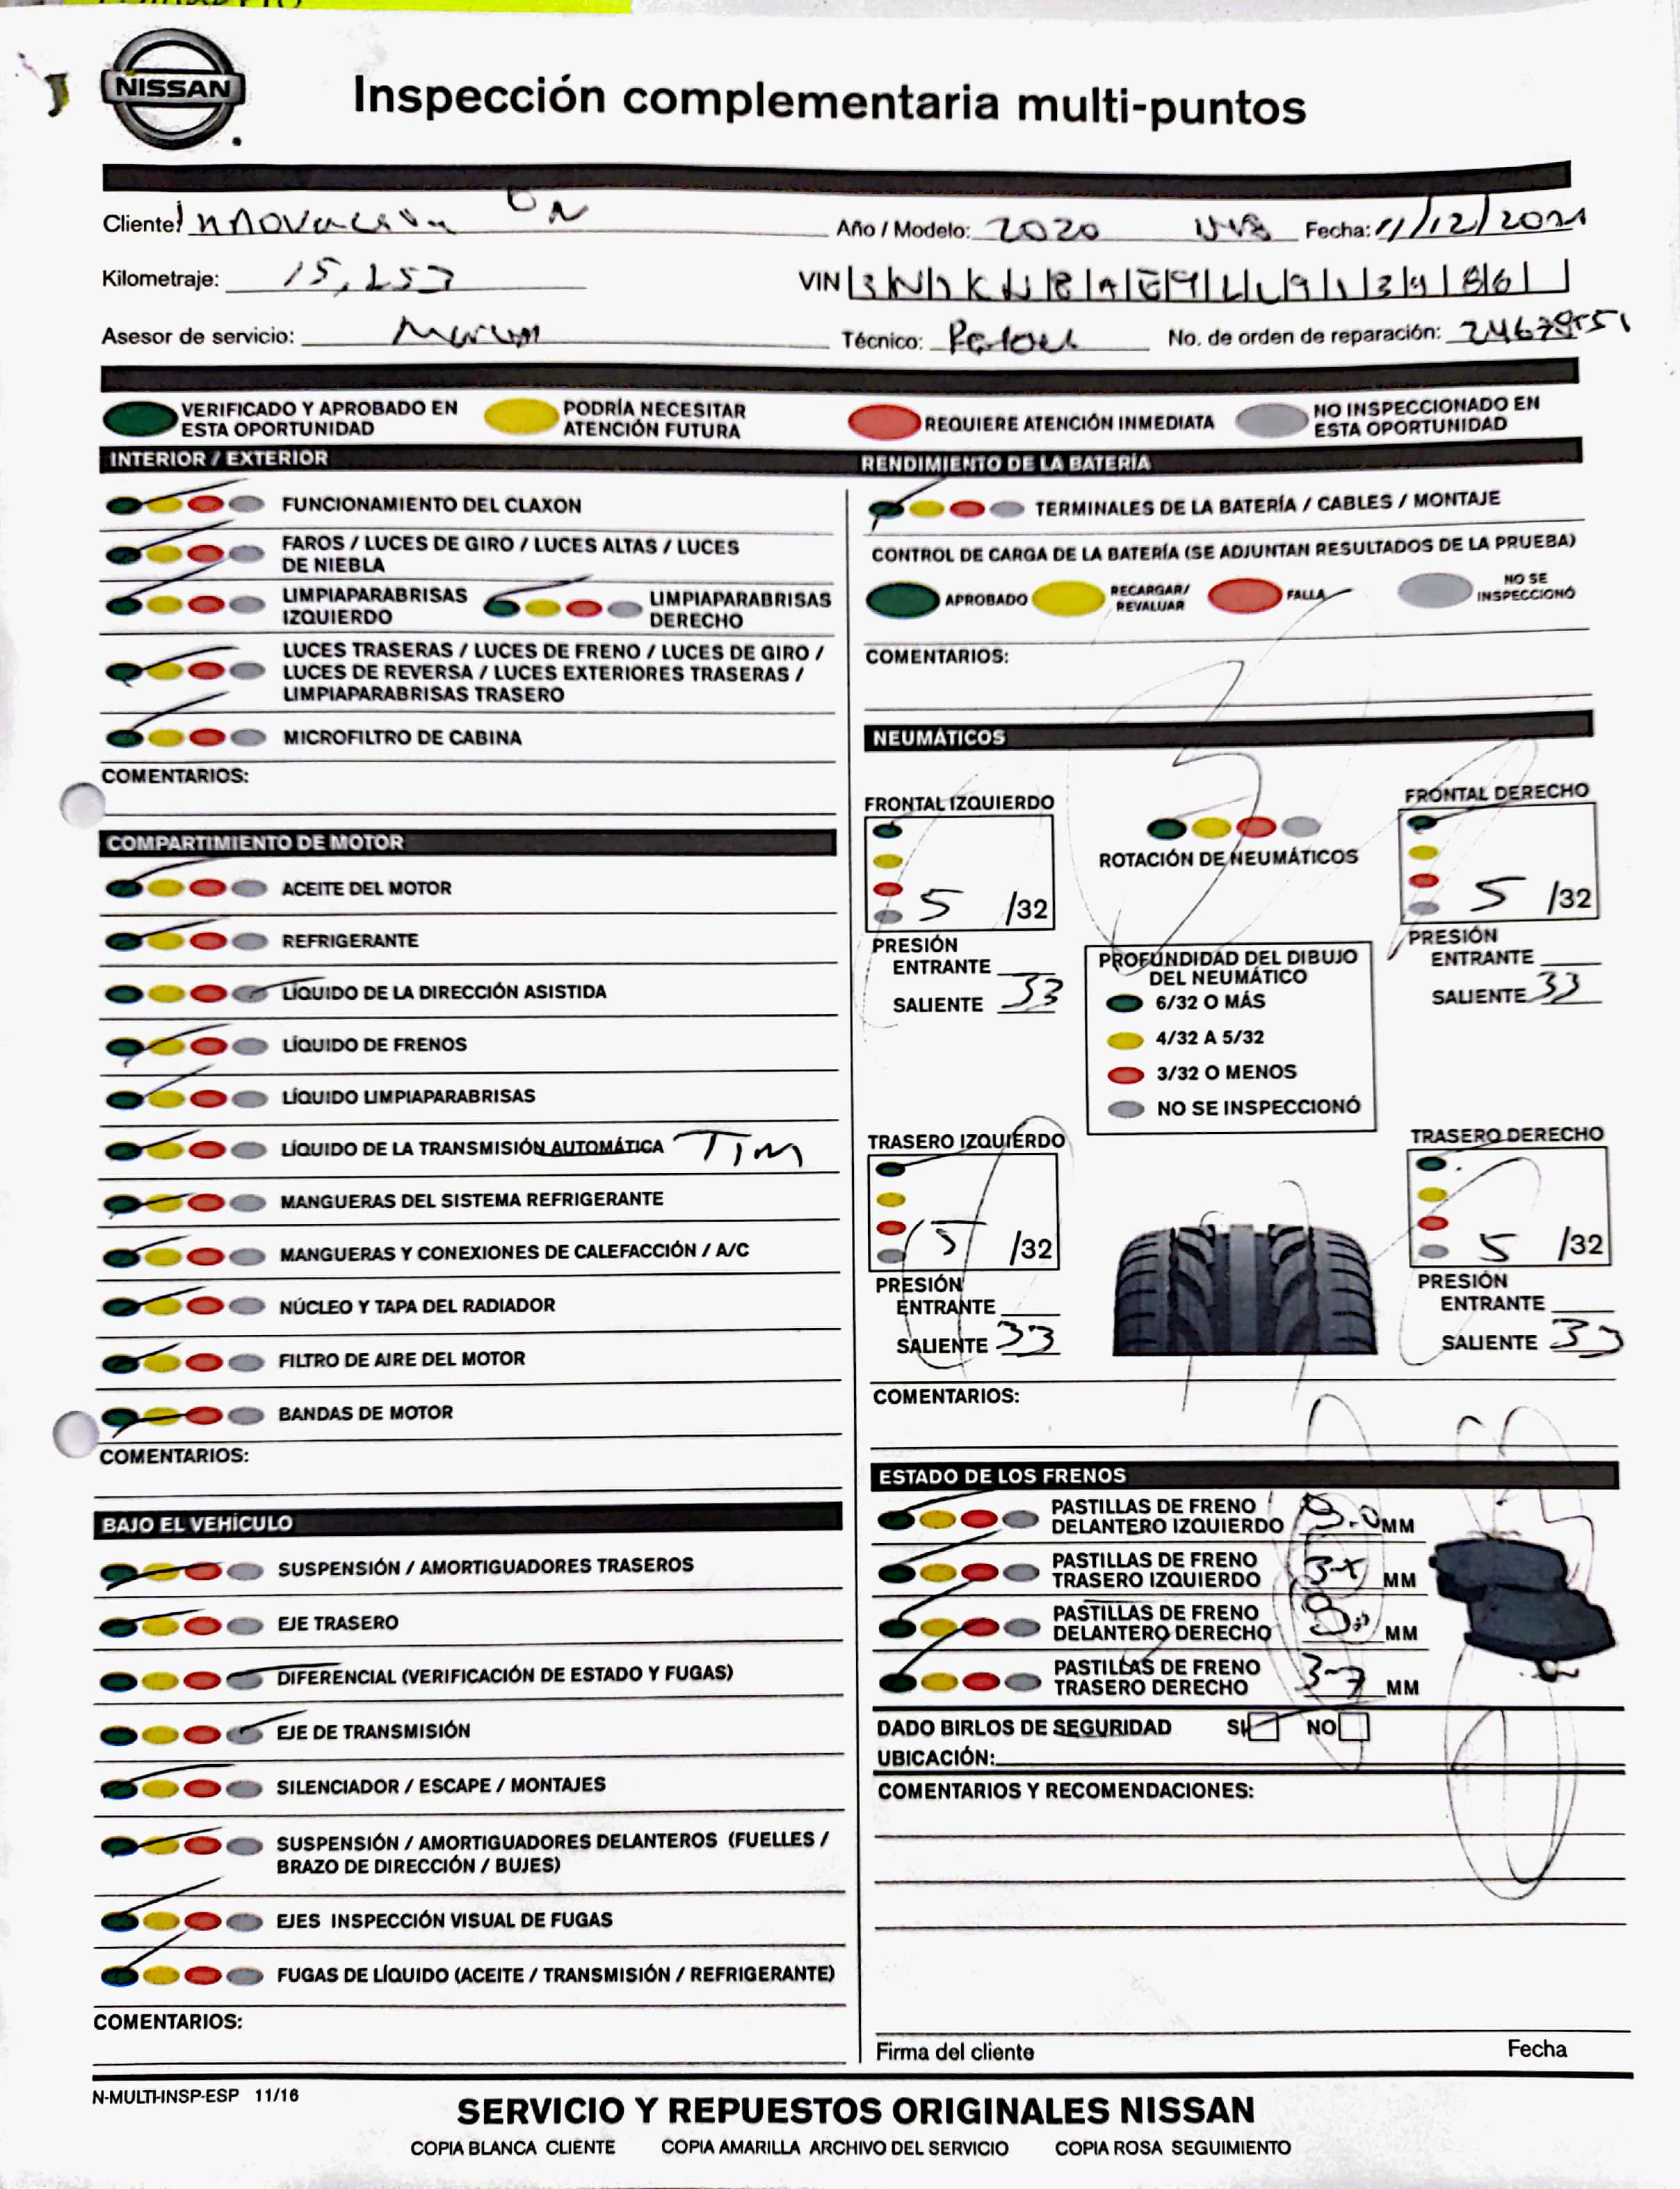 NISSAN
Inspección complementaria multi-puntos
Cliente: Innovación
Año / Modelo: 2020
Fecha: 11/12/2021
Kilometraje: 15,257
VIN
Asesor de servicio:
Técnico:
No. de orden de reparación:
VERIFICADO Y APROBADO EN
ESTA OPORTUNIDAD
PODRÍA NECESITAR
ATENCIÓN FUTURA
REQUIERE ATENCIÓN INMEDIATA
NO INSPECCIONADO EN
ESTA OPORTUNIDAD
INTERIOR / EXTERIOR
FUNCIONAMIENTO DEL CLAXON
FAROS / LUCES DE GIRO / LUCES ALTAS / LUCES
DE NIEBLA
LIMPIAPARABRISAS
IZQUIERDO
LIMPIAPARABRISAS
DERECHO
LUCES TRASERAS / LUCES DE FRENO / LUCES DE GIRO /
LUCES DE REVERSA / LUCES EXTERIORES TRASERAS /
LIMPIAPARABRISAS TRASERO
MICROFILTRO DE CABINA
COMENTARIOS:
COMPARTIMIENTO DE MOTOR
ACEITE DEL MOTOR
REFRIGERANTE
LÍQUIDO DE LA DIRECCIÓN ASISTIDA
LÍQUIDO DE FRENOS
LÍQUIDO LIMPIAPARABRISAS
LÍQUIDO DE LA TRANSMISIÓN AUTOMÁTICA T/M
MANGUERAS DEL SISTEMA REFRIGERANTE
MANGUERAS Y CONEXIONES DE CALEFACCIÓN / A/C
NÚCLEO Y TAPA DEL RADIADOR
FILTRO DE AIRE DEL MOTOR
BANDAS DE MOTOR
COMENTARIOS:
BAJO EL VEHÍCULO
SUSPENSIÓN / AMORTIGUADORES TRASEROS
EJE TRASERO
DIFERENCIAL (VERIFICACIÓN DE ESTADO Y FUGAS)
EJE DE TRANSMISIÓN
SILENCIADOR / ESCAPE / MONTAJES
SUSPENSIÓN / AMORTIGUADORES DELANTEROS (FUELLES /
BRAZO DE DIRECCIÓN / BUJES)
EJES INSPECCIÓN VISUAL DE FUGAS
FUGAS DE LÍQUIDO (ACEITE / TRANSMISIÓN / REFRIGERANTE)
COMENTARIOS:
RENDIMIENTO DE LA BATERÍA
TERMINALES DE LA BATERÍA / CABLES / MONTAJE
CONTROL DE CARGA DE LA BATERÍA (SE ADJUNTAN RESULTADOS DE LA PRUEBA)
APROBADO
RECARGAR/
REVALUAR
FALLA
NO SE
INSPECCIONÓ
COMENTARIOS:
NEUMÁTICOS
FRONTAL IZQUIERDO
5 /32
PRESIÓN
ENTRANTE
SALIENTE 33
ROTACIÓN DE NEUMÁTICOS
FRONTAL DERECHO
5 /32
PRESIÓN
ENTRANTE
SALIENTE 33
PROFUNDIDAD DEL DIBUJO
DEL NEUMÁTICO
6/32 O MÁS
4/32 A 5/32
3/32 O MENOS
NO SE INSPECCIONÓ
TRASERO IZQUIERDO
5 /32
PRESIÓN
ENTRANTE
SALIENTE 33
TRASERO DERECHO
5 /32
PRESIÓN
ENTRANTE
SALIENTE 33
COMENTARIOS:
ESTADO DE LOS FRENOS
PASTILLAS DE FRENO
DELANTERO IZQUIERDO MM
PASTILLAS DE FRENO
TRASERO IZQUIERDO MM
PASTILLAS DE FRENO
DELANTERO DERECHO MM
PASTILLAS DE FRENO
TRASERO DERECHO MM
DADO BIRLOS DE SEGURIDAD SI NO
UBICACIÓN:
COMENTARIOS Y RECOMENDACIONES:
Firma del cliente
Fecha
N-MULTI-INSP-ESP 11/16
SERVICIO Y REPUESTOS ORIGINALES NISSAN
COPIA BLANCA CLIENTE COPIA AMARILLA ARCHIVO DEL SERVICIO COPIA ROSA SEGUIMIENTO